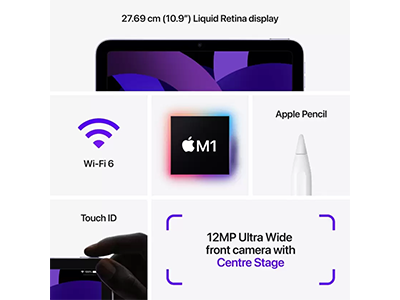 27.69 cm (10.9″) Liquid Retina display
Wi-Fi 6
M1
Apple Pencil
Touch ID
12MP Ultra Wide
front camera with
Centre Stage